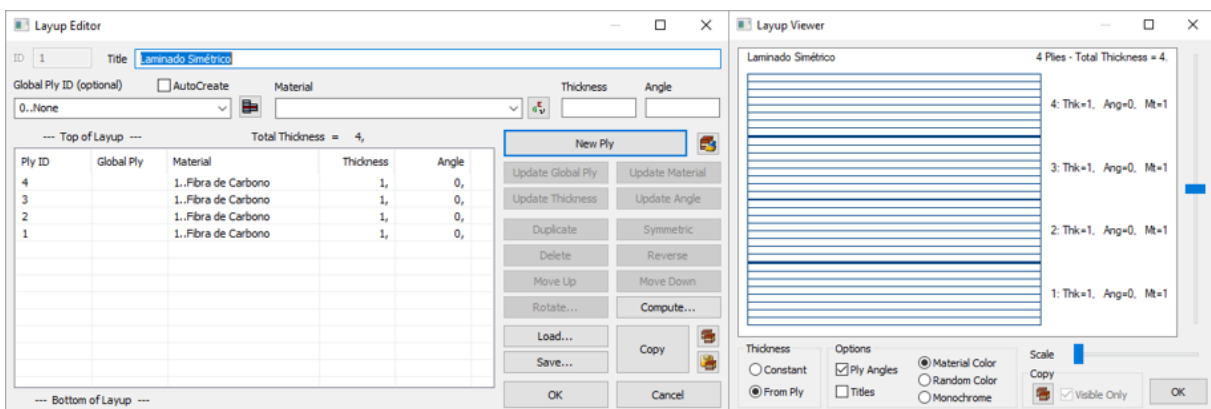 Layup Editor
ID 1 Title Laminado Simétrico
Global Ply ID (optional) AutoCreate Material Thickness Angle
0..None
--- Top of Layup --- Total Thickness = 4,
New Ply
Ply ID Global Ply Material Thickness Angle
4 1..Fibra de Carbono 1, 0,
3 1..Fibra de Carbono 1, 0,
2 1..Fibra de Carbono 1, 0,
1 1..Fibra de Carbono 1, 0,
Update Global Ply Update Material
Update Thickness Update Angle
Duplicate Symmetric
Delete Reverse
Move Up Move Down
Rotate... Compute...
Load... Copy
Save...
OK Cancel
--- Bottom of Layup ---
Layup Viewer
Laminado Simétrico 4 Plies - Total Thickness = 4.
4: Thk=1, Ang=0, Mt=1
3: Thk=1, Ang=0, Mt=1
2: Thk=1, Ang=0, Mt=1
1: Thk=1, Ang=0, Mt=1
Thickness Options Scale
Constant Ply Angles Material Color
From Ply Titles Random Color
Monochrome
Copy
Visible Only OK